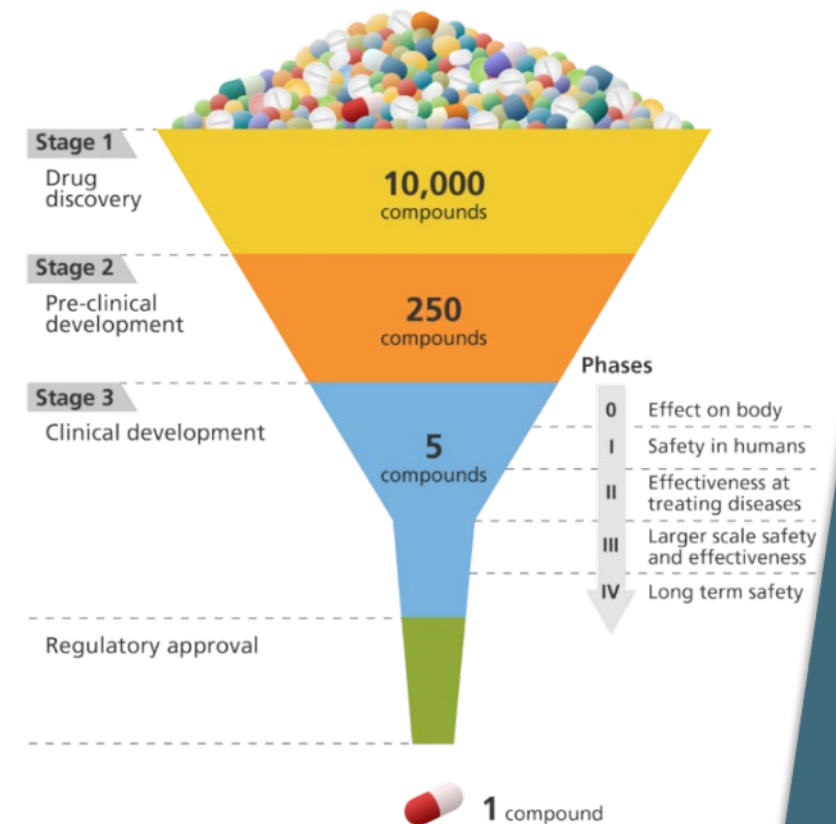 Stage 1
Drug
discovery
10,000
compounds
Stage 2
Pre-clinical
development
250
compounds
Stage 3
Clinical development
5
compounds
Phases
0 Effect on body
I Safety in humans
II Effectiveness at
treating diseases
III Larger scale safety
and effectiveness
IV Long term safety
Regulatory approval
1 compound